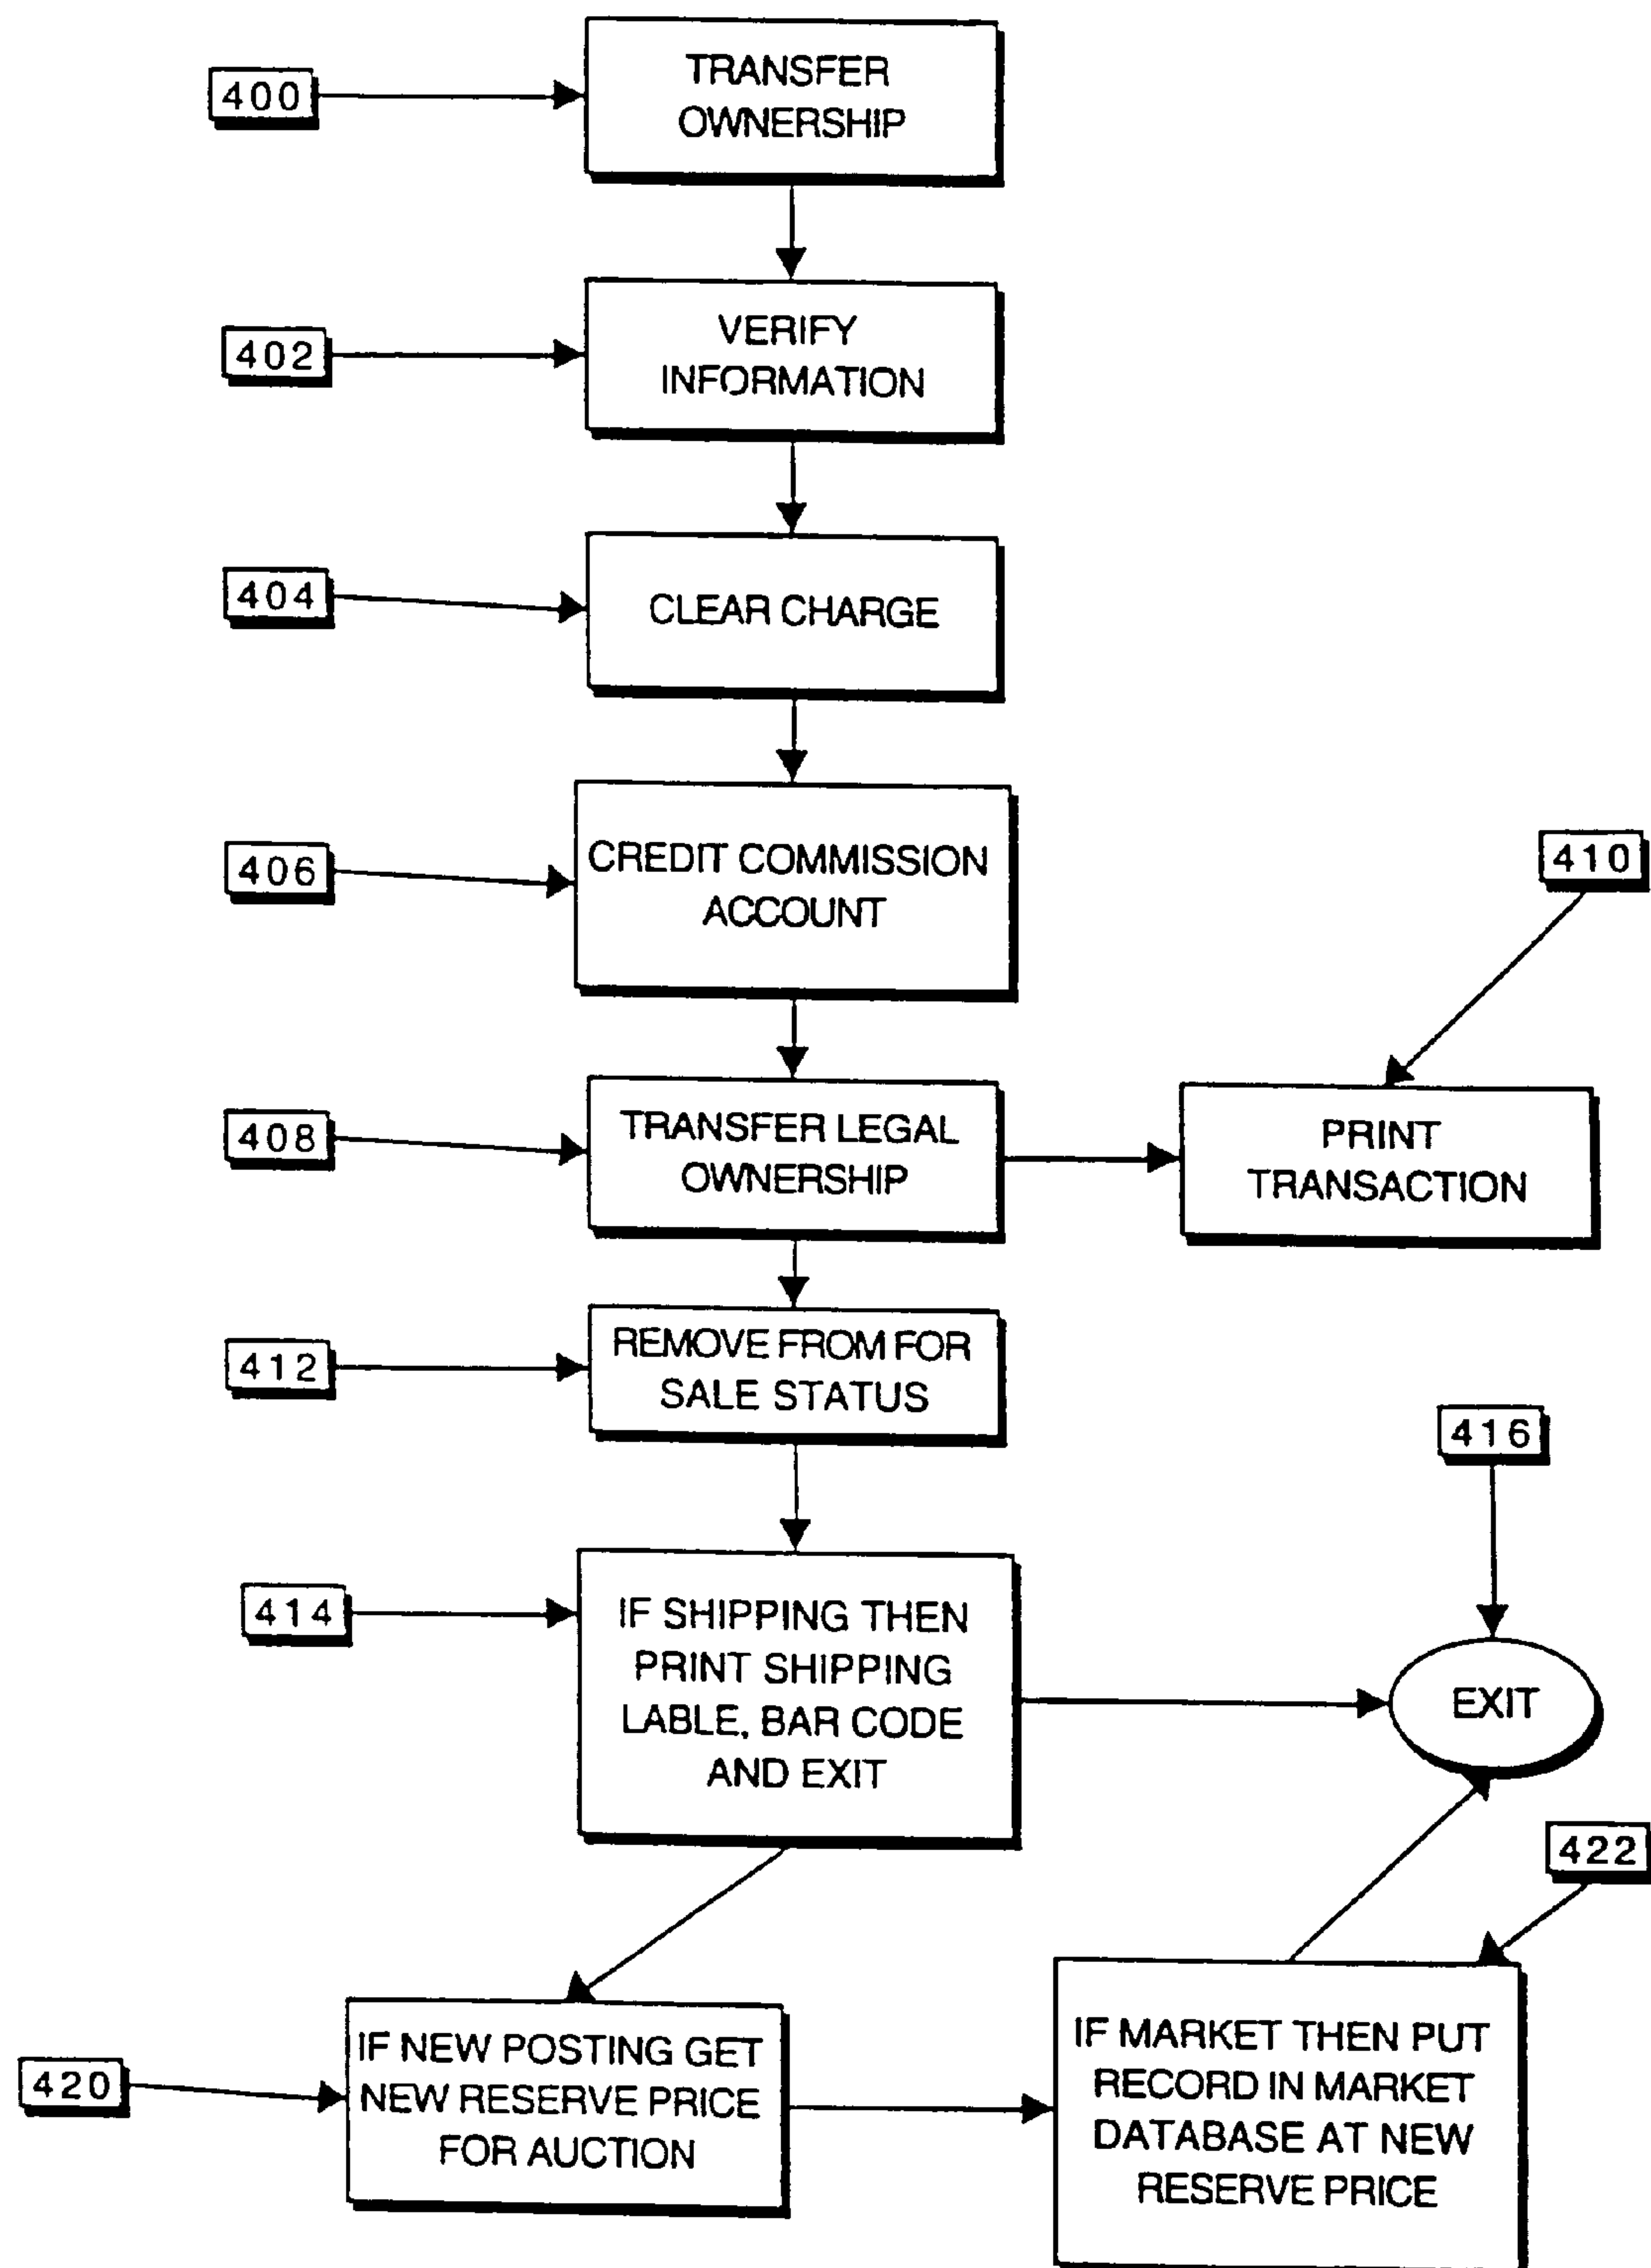 400
TRANSFER
OWNERSHIP
402
VERIFY
INFORMATION
404
CLEAR CHARGE
406
CREDIT COMMISSION
ACCOUNT
410
408
TRANSFER LEGAL
OWNERSHIP
PRINT
TRANSACTION
412
REMOVE FROM FOR
SALE STATUS
416
414
IF SHIPPING THEN
PRINT SHIPPING
LABLE, BAR CODE
AND EXIT
EXIT
422
420
IF NEW POSTING GET
NEW RESERVE PRICE
FOR AUCTION
IF MARKET THEN PUT
RECORD IN MARKET
DATABASE AT NEW
RESERVE PRICE